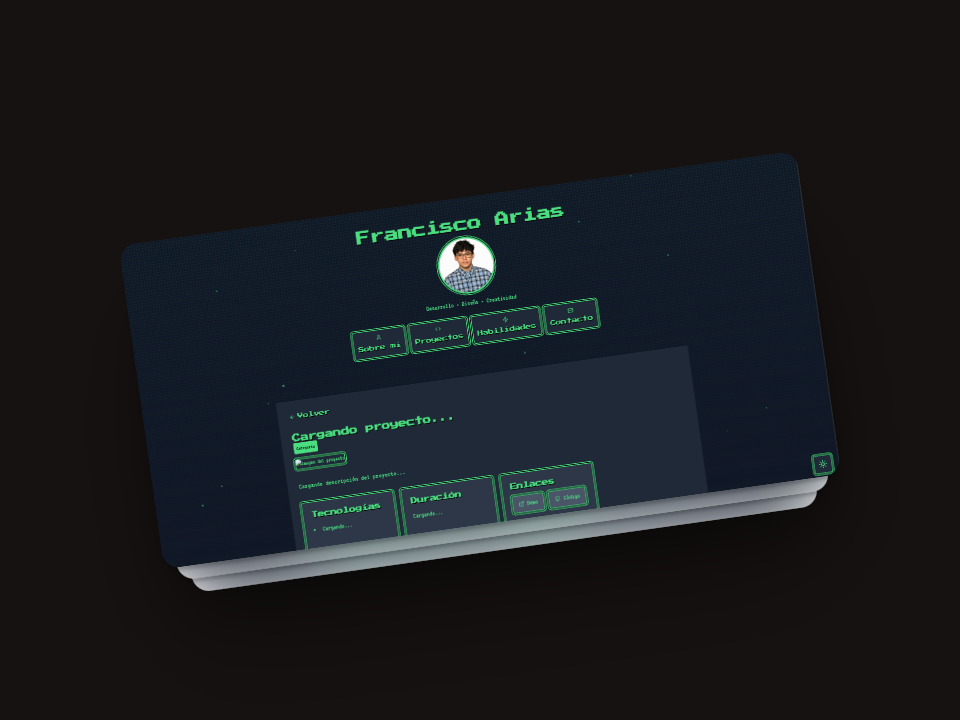 Francisco Arias
Desarrollo • Diseño • Creatividad
Sobre mí
Proyectos
Habilidades
Contacto
Volver
Cargando proyecto...
Categoría
Imagen del proyecto
Cargando descripción del proyecto...
Tecnologías
Cargando...
Duración
Cargando...
Enlaces
Demo
Código